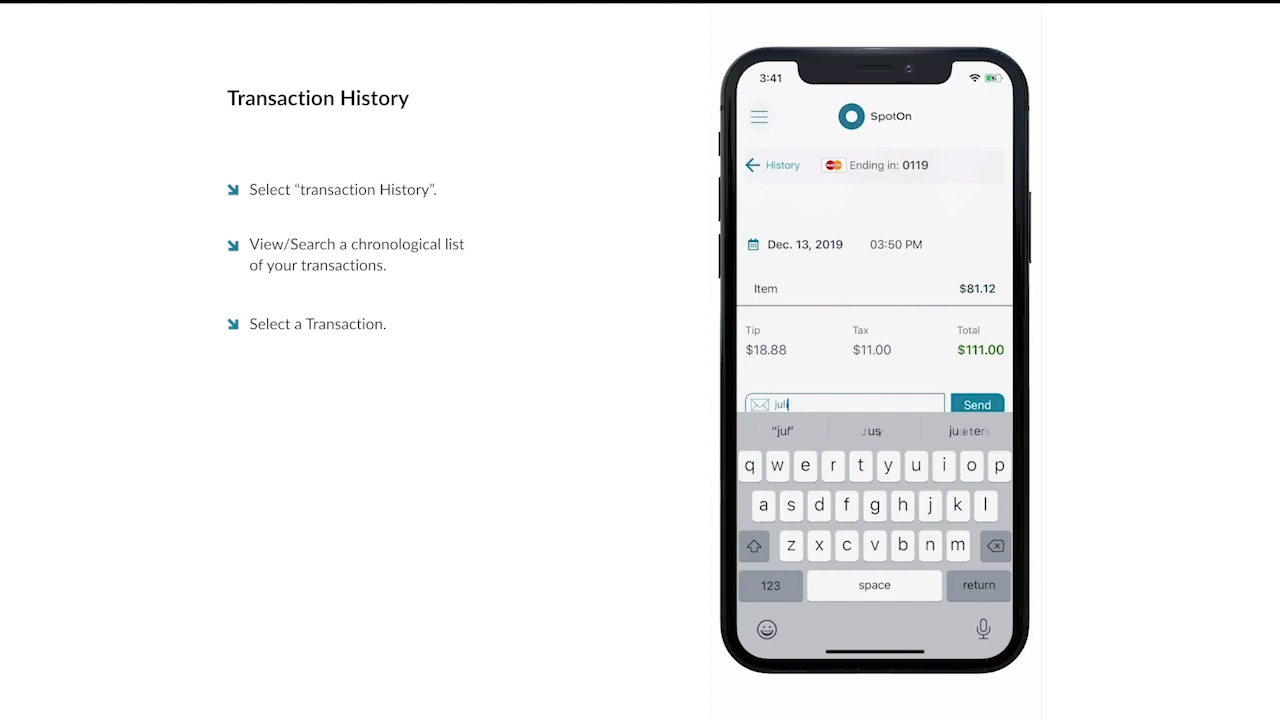 Transaction History
Select “transaction History”.
View/Search a chronological list
of your transactions.
Select a Transaction.
3:41
SpotOn
History
Ending in: 0119
Dec. 13, 2019 03:50 PM
Item $81.12
Tip Tax Total
$18.88 $11.00 $111.00
juli
Send
q w e r t y u i o p
a s d f g h j k l
z x c v b n m
123 space return